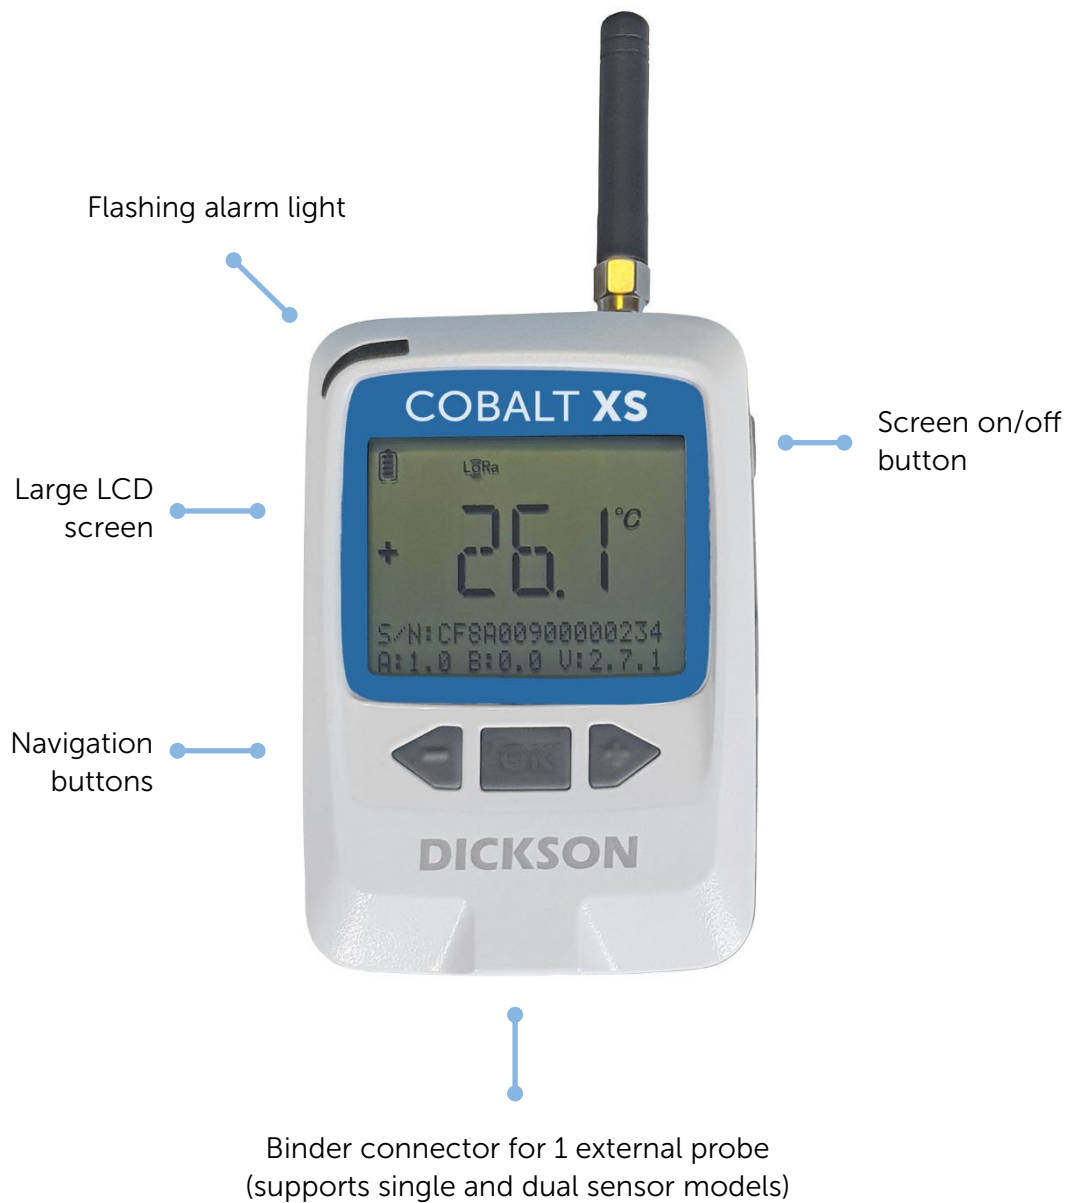 Flashing alarm light
COBALT XS
Screen on/off
button
Large LCD
screen
LoRa
+ 26.1 °C
S/N:CF8A00900000234
A:1.0 B:0.0 V:2.7.1
Navigation
buttons
- OK +
DICKSON
Binder connector for 1 external probe
(supports single and dual sensor models)